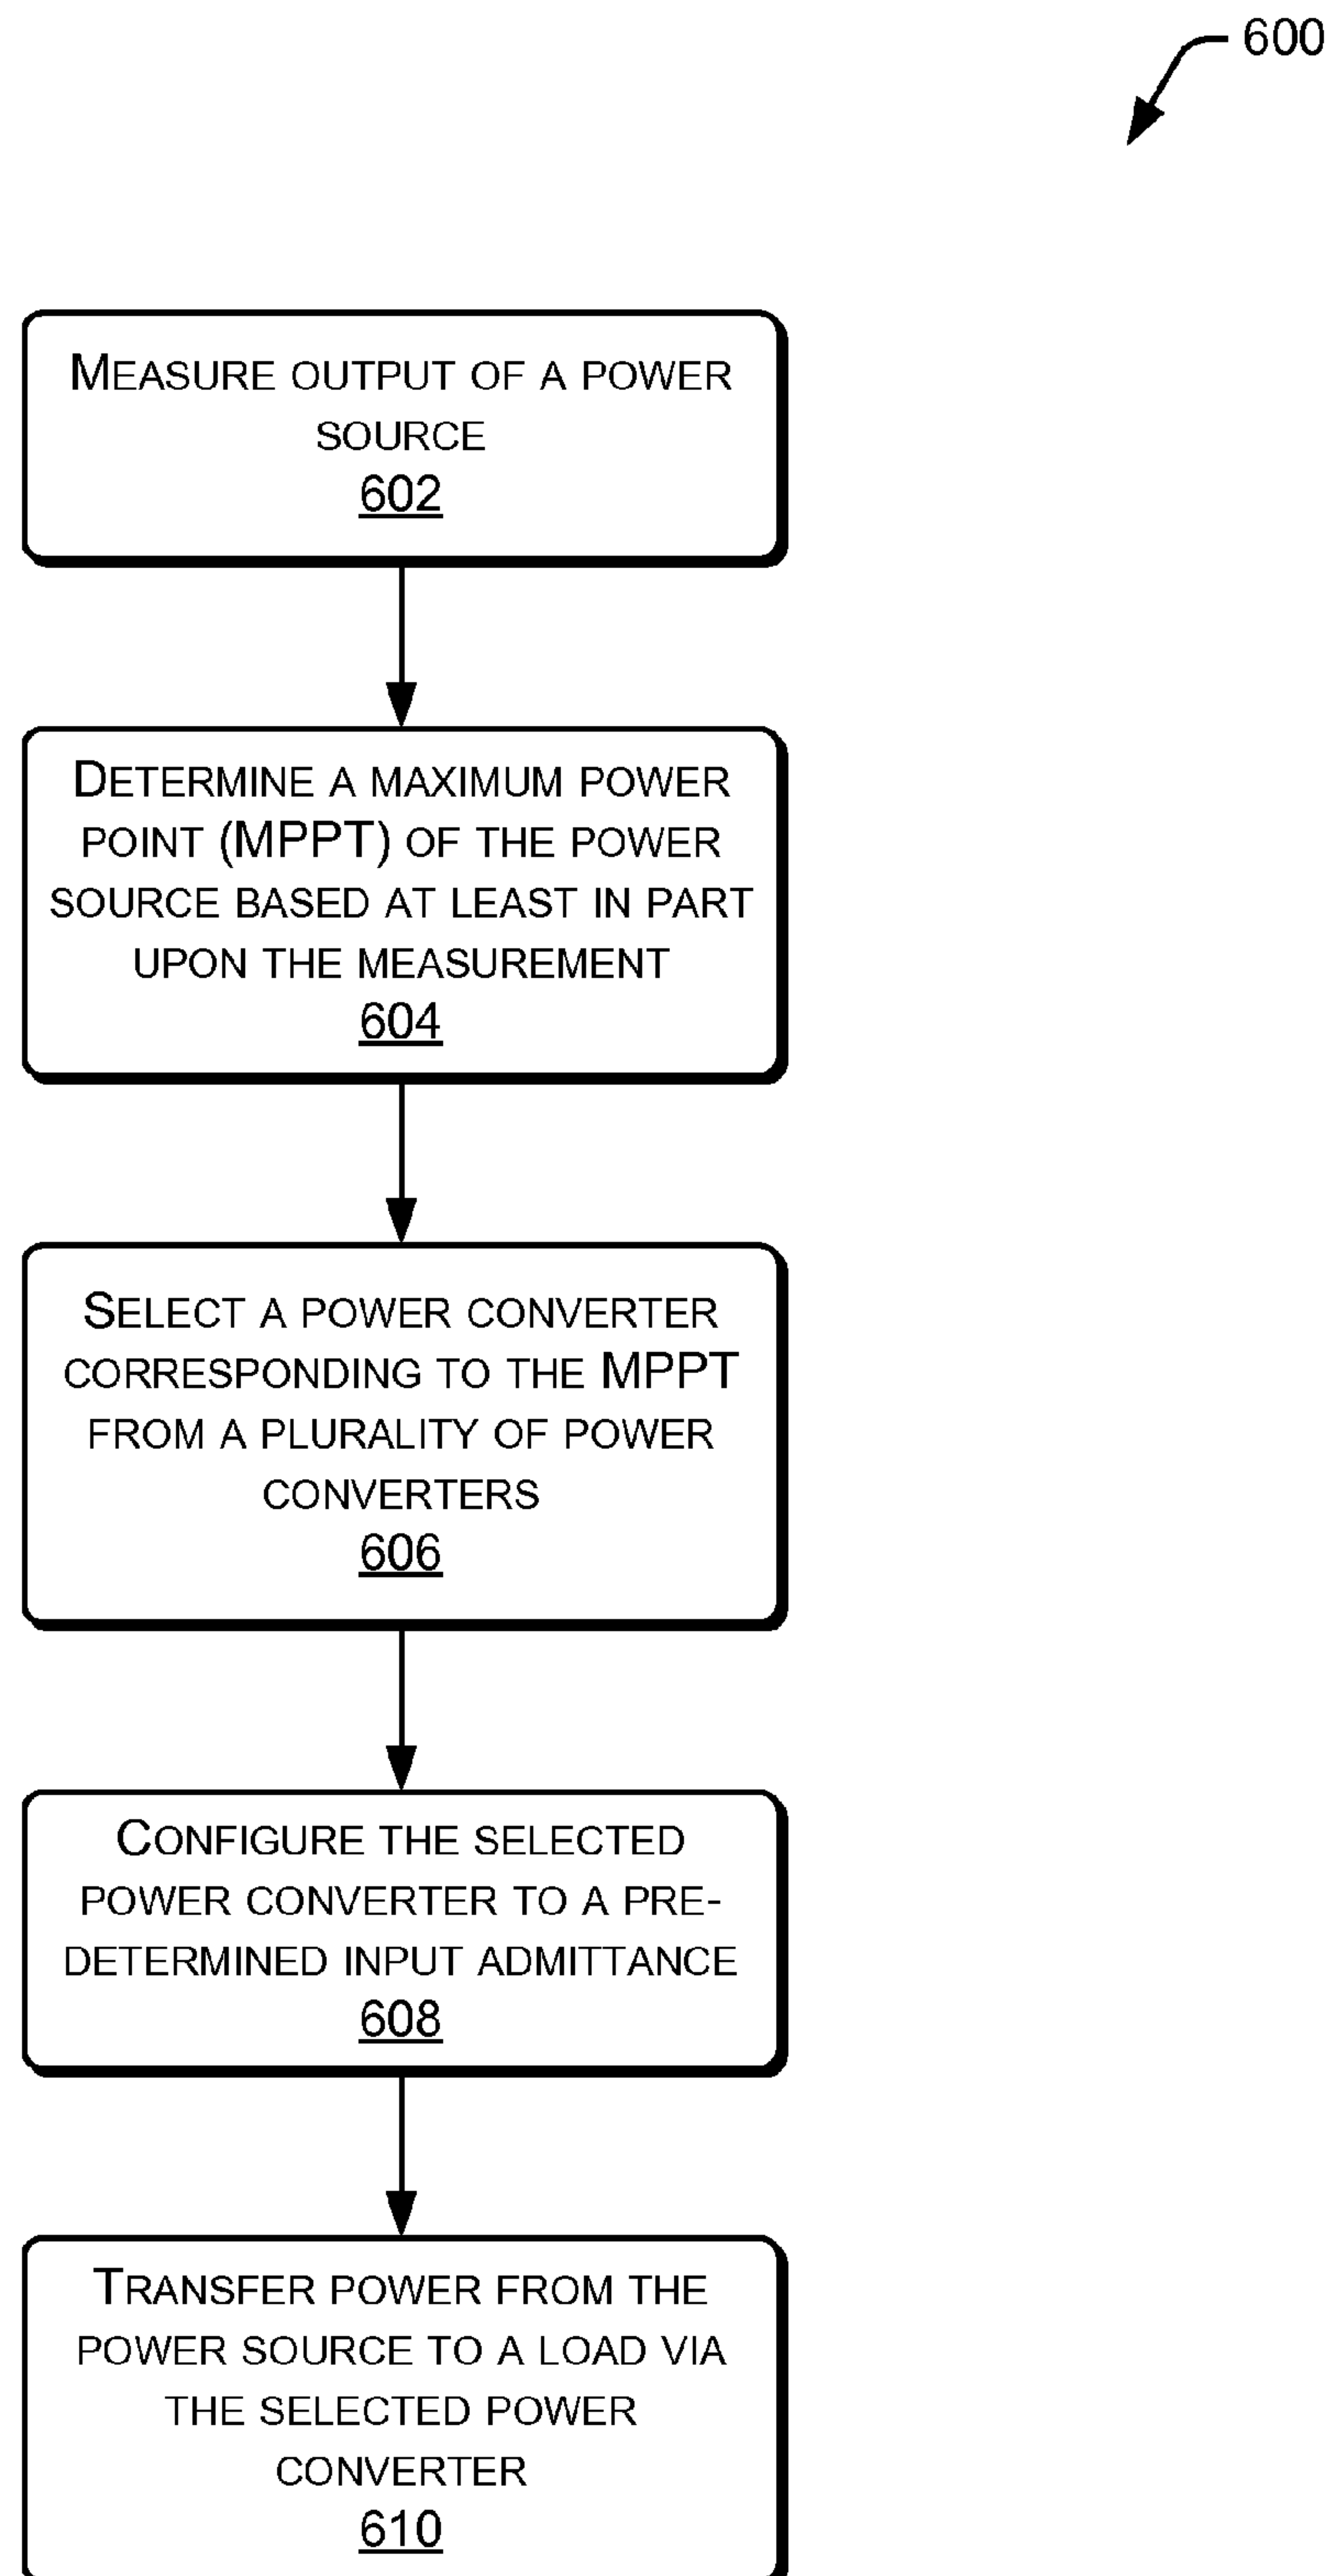 600
MEASURE OUTPUT OF A POWER
SOURCE
602
DETERMINE A MAXIMUM POWER
POINT (MPPT) OF THE POWER
SOURCE BASED AT LEAST IN PART
UPON THE MEASUREMENT
604
SELECT A POWER CONVERTER
CORRESPONDING TO THE MPPT
FROM A PLURALITY OF POWER
CONVERTERS
606
CONFIGURE THE SELECTED
POWER CONVERTER TO A PRE-
DETERMINED INPUT ADMITTANCE
608
TRANSFER POWER FROM THE
POWER SOURCE TO A LOAD VIA
THE SELECTED POWER
CONVERTER
610